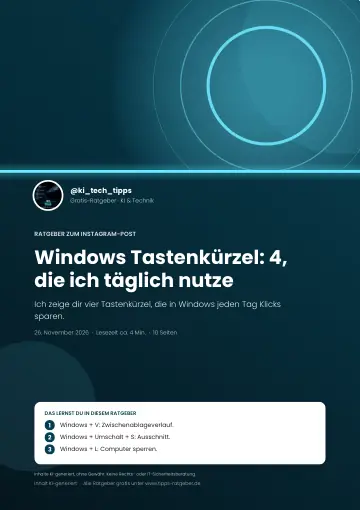 @ki_tech_tipps
Gratis-Ratgeber · KI & Technik
RATGEBER ZUM INSTAGRAM-POST
Windows Tastenkürzel: 4,
die ich täglich nutze
Ich zeige dir vier Tastenkürzel, die in Windows jeden Tag Klicks
sparen.
26. November 2026 · Lesezeit ca. 4 Min. · 10 Seiten
DAS LERNST DU IN DIESEM RATGEBER
1 Windows + V: Zwischenablageverlauf.
2 Windows + Umschalt + S: Ausschnitt.
3 Windows + L: Computer sperren.
Inhalte KI-generiert, ohne Gewähr. Keine Rechts- oder IT-Sicherheitsberatung.
Inhalt KI-generiert · Alle Ratgeber gratis unter www.tipps-ratgeber.de